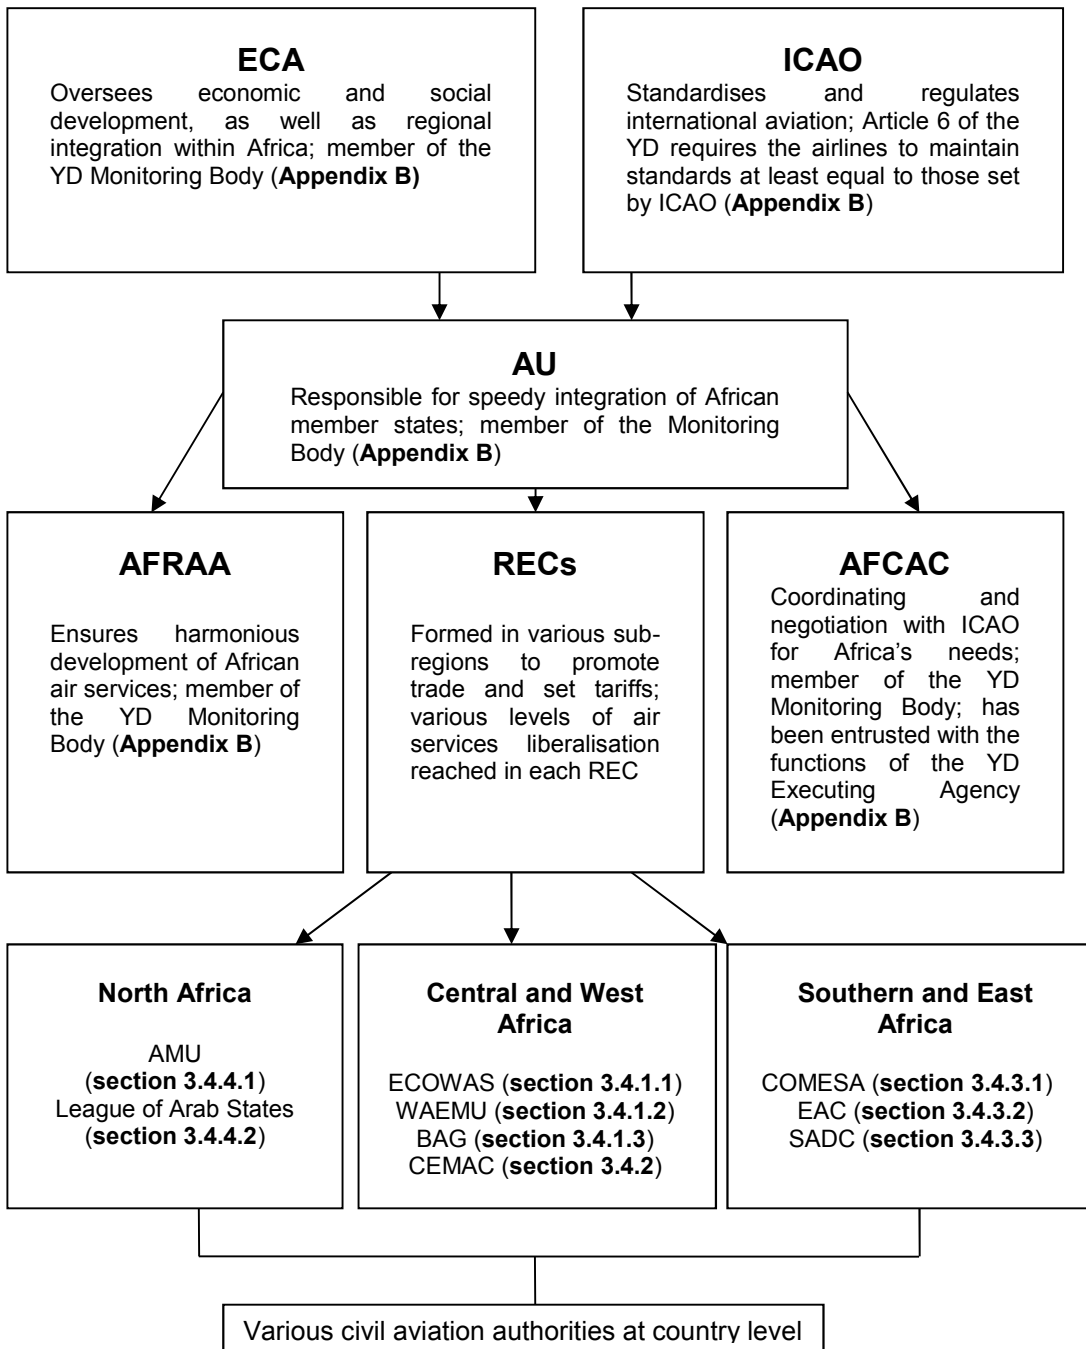 ECA
Oversees economic and social
development, as well as regional
integration within Africa; member of the
YD Monitoring Body (Appendix B)
ICAO
Standardises and regulates
international aviation; Article 6 of the
YD requires the airlines to maintain
standards at least equal to those set
by ICAO (Appendix B)
AU
Responsible for speedy integration of African
member states; member of the Monitoring
Body (Appendix B)
AFRAA
Ensures harmonious
development of African
air services; member of
the YD Monitoring
Body (Appendix B)
RECs
Formed in various sub-
regions to promote
trade and set tariffs;
various levels of air
services liberalisation
reached in each REC
AFCAC
Coordinating and
negotiation with ICAO
for Africa's needs;
member of the YD
Monitoring Body; has
been entrusted with the
functions of the YD
Executing Agency
(Appendix B)
North Africa
AMU
(section 3.4.4.1)
League of Arab States
(section 3.4.4.2)
Central and West
Africa
ECOWAS (section 3.4.1.1)
WAEMU (section 3.4.1.2)
BAG (section 3.4.1.3)
CEMAC (section 3.4.2)
Southern and East
Africa
COMESA (section 3.4.3.1)
EAC (section 3.4.3.2)
SADC (section 3.4.3.3)
Various civil aviation authorities at country level